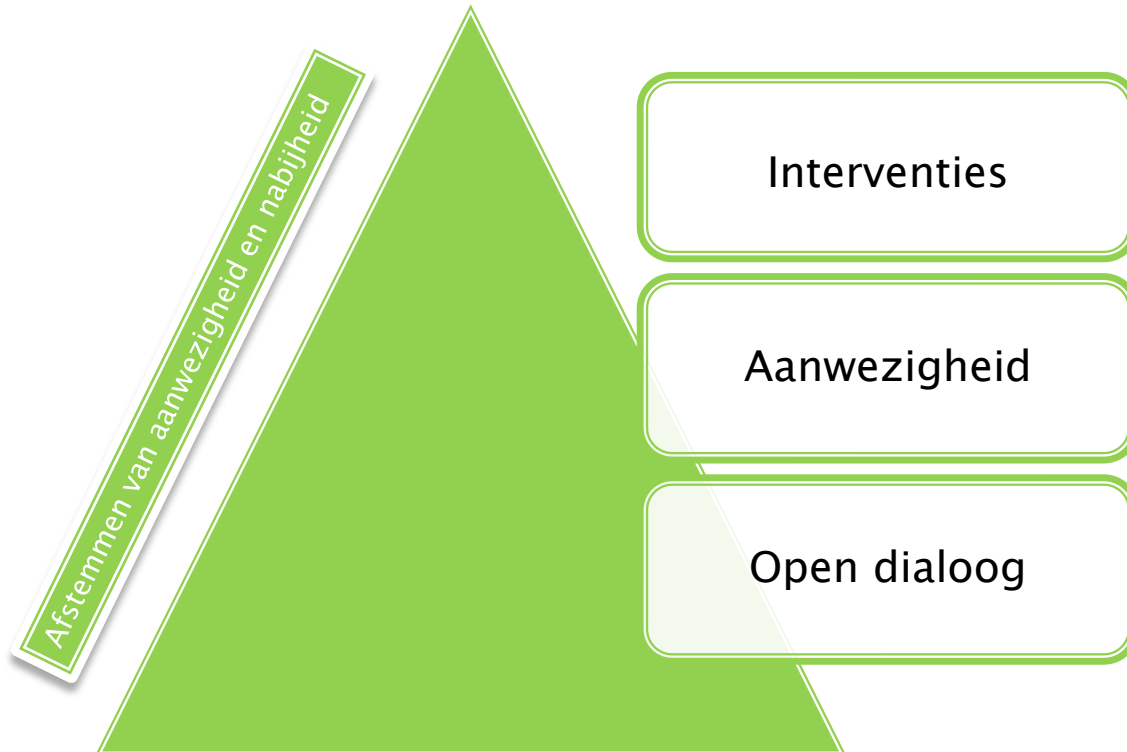 Afstemmen van aanwezigheid en nabijheid
Interventies
Aanwezigheid
Open dialoog